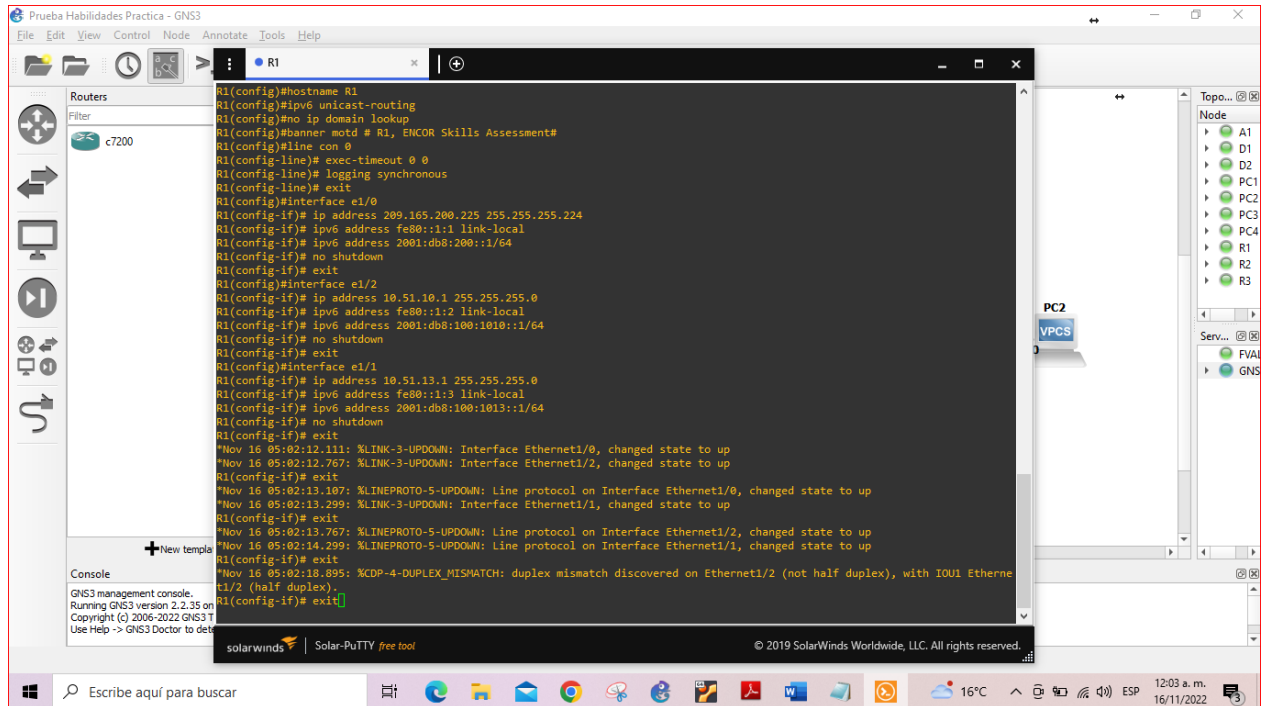 Prueba Habilidades Practica - GNS3
File Edit View Control Node Annotate Tools Help
R1
Routers
Filter
c7200
New templa
Console
GNS3 management console.
Running GNS3 version 2.2.35 on
Copyright (c) 2006-2022 GNS3 T
Use Help -> GNS3 Doctor to dete
R1(config)#hostname R1
R1(config)#ipv6 unicast-routing
R1(config)#no ip domain lookup
R1(config)#banner motd # R1, ENCOR Skills Assessment#
R1(config)#line con 0
R1(config-line)# exec-timeout 0 0
R1(config-line)# logging synchronous
R1(config-line)# exit
R1(config)#interface e1/0
R1(config-if)# ip address 209.165.200.225 255.255.255.224
R1(config-if)# ipv6 address fe80::1:1 link-local
R1(config-if)# ipv6 address 2001:db8:200::1/64
R1(config-if)# no shutdown
R1(config-if)# exit
R1(config)#interface e1/2
R1(config-if)# ip address 10.51.10.1 255.255.255.0
R1(config-if)# ipv6 address fe80::1:2 link-local
R1(config-if)# ipv6 address 2001:db8:100:1010::1/64
R1(config-if)# no shutdown
R1(config-if)# exit
R1(config)#interface e1/1
R1(config-if)# ip address 10.51.13.1 255.255.255.0
R1(config-if)# ipv6 address fe80::1:3 link-local
R1(config-if)# ipv6 address 2001:db8:100:1013::1/64
R1(config-if)# no shutdown
R1(config-if)# exit
*Nov 16 05:02:12.111: %LINK-3-UPDOWN: Interface Ethernet1/0, changed state to up
*Nov 16 05:02:12.767: %LINK-3-UPDOWN: Interface Ethernet1/2, changed state to up
R1(config-if)# exit
*Nov 16 05:02:13.107: %LINEPROTO-5-UPDOWN: Line protocol on Interface Ethernet1/0, changed state to up
*Nov 16 05:02:13.299: %LINK-3-UPDOWN: Interface Ethernet1/1, changed state to up
R1(config-if)# exit
*Nov 16 05:02:13.767: %LINEPROTO-5-UPDOWN: Line protocol on Interface Ethernet1/2, changed state to up
*Nov 16 05:02:14.299: %LINEPROTO-5-UPDOWN: Line protocol on Interface Ethernet1/1, changed state to up
R1(config-if)# exit
*Nov 16 05:02:18.895: %CDP-4-DUPLEX_MISMATCH: duplex mismatch discovered on Ethernet1/2 (not half duplex), with IOU1 Etherne
t1/2 (half duplex).
R1(config-if)# exit
solarwinds Solar-PuTTY free tool
© 2019 SolarWinds Worldwide, LLC. All rights reserved.
PC2
VPCS
Topo...
Node
A1
D1
D2
PC1
PC2
PC3
PC4
R1
R2
R3
Serv...
FVAL
GNS
Escribe aquí para buscar
16°C
ESP
12:03 a. m.
16/11/2022
3